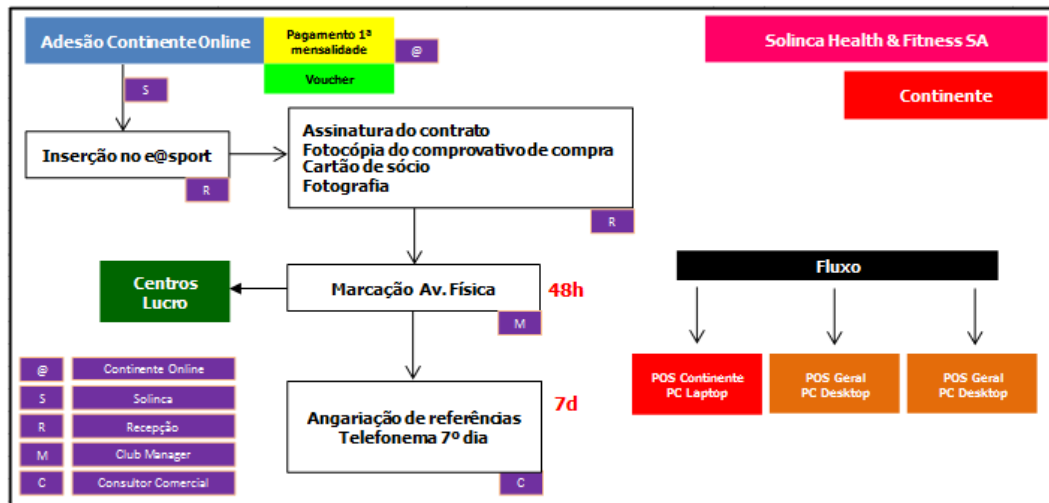 Adesão Continente Online
Pagamento 1ª
mensalidade
@
Voucher
Solinca Health & Fitness SA
Continente
S
Inserção no e@sport
R
Assinatura do contrato
Fotocópia do comprovativo de compra
Cartão de sócio
Fotografia
R
Centros
Lucro
Marcação Av. Física
48h
M
Fluxo
POS Continente
PC Laptop
POS Geral
PC Desktop
POS Geral
PC Desktop
Angariação de referências
Telefonema 7º dia
7d
C
@ Continente Online
S Solinca
R Recepção
M Club Manager
C Consultor Comercial